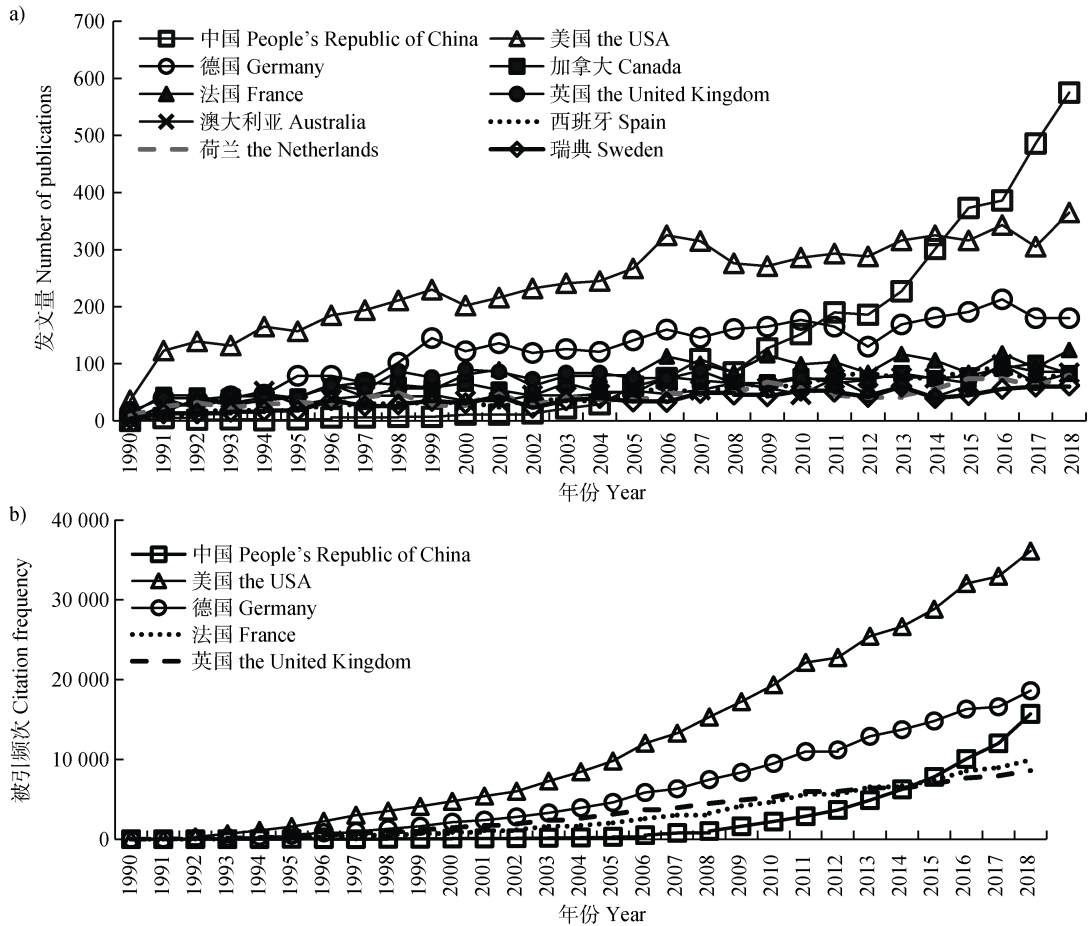 a)
700
600
500
400
300
200
100
0
发文量 Number of publications
中国 People's Republic of China
美国 the USA
德国 Germany
加拿大 Canada
法国 France
英国 the United Kingdom
澳大利亚 Australia
西班牙 Spain
荷兰 the Netherlands
瑞典 Sweden
1990 1991 1992 1993 1994 1995 1996 1997 1998 1999 2000 2001 2002 2003 2004 2005 2006 2007 2008 2009 2010 2011 2012 2013 2014 2015 2016 2017 2018
年份 Year
b)
40 000
30 000
20 000
10 000
0
被引频次 Citation frequency
中国 People's Republic of China
美国 the USA
德国 Germany
法国 France
英国 the United Kingdom
1990 1991 1992 1993 1994 1995 1996 1997 1998 1999 2000 2001 2002 2003 2004 2005 2006 2007 2008 2009 2010 2011 2012 2013 2014 2015 2016 2017 2018
年份 Year